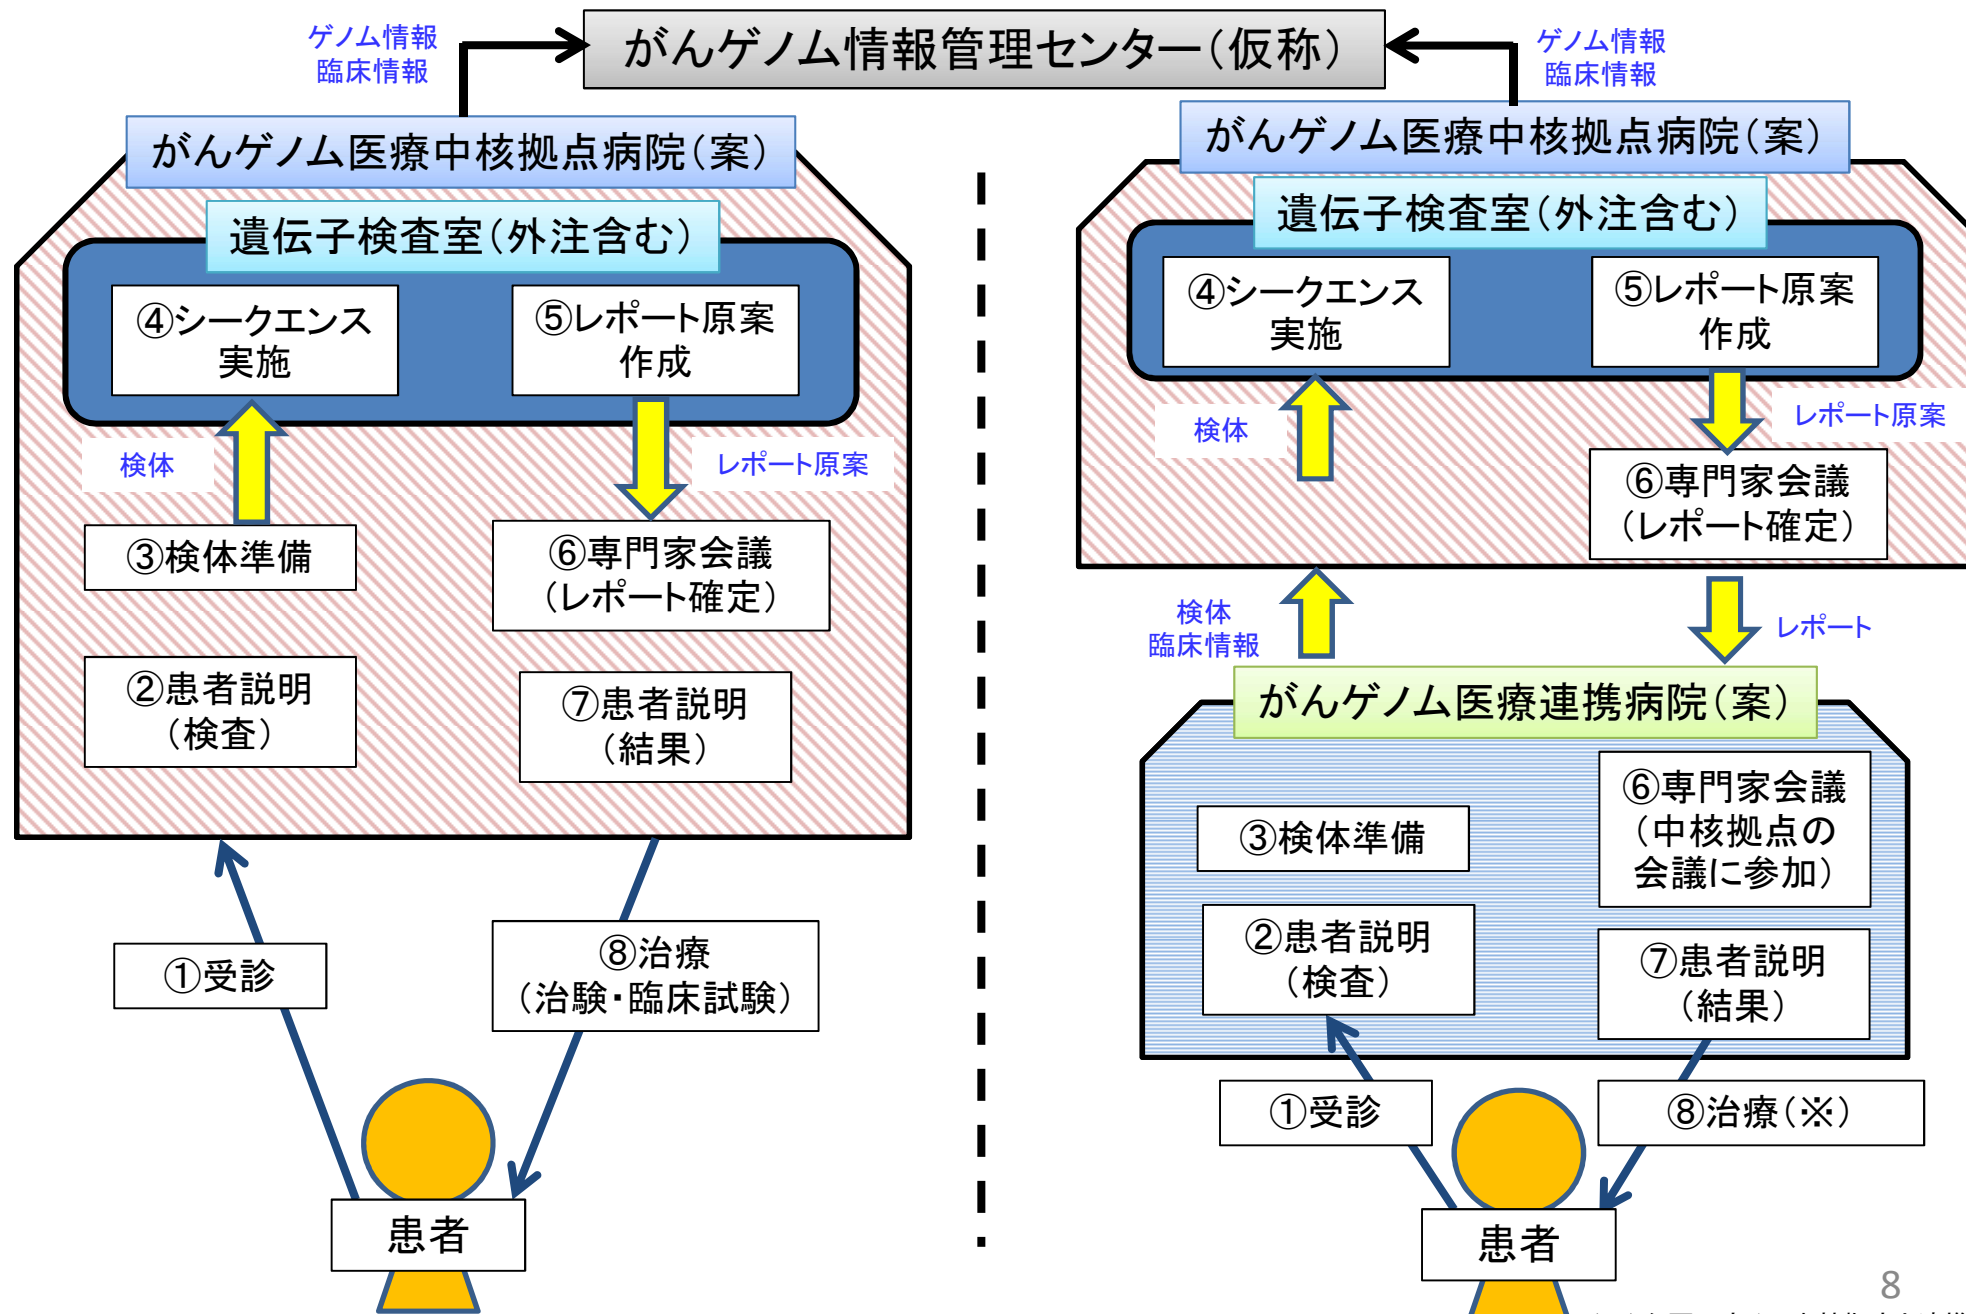 ゲノム情報
臨床情報
がんゲノム情報管理センター（仮称）
ゲノム情報
臨床情報
がんゲノム医療中核拠点病院（案）
遺伝子検査室（外注含む）
④シークエンス
実施
⑤レポート原案
作成
検体
レポート原案
③検体準備
⑥専門家会議
（レポート確定）
②患者説明
（検査）
⑦患者説明
（結果）
①受診
⑧治療
（治験・臨床試験）
患者
がんゲノム医療中核拠点病院（案）
遺伝子検査室（外注含む）
④シークエンス
実施
⑤レポート原案
作成
検体
レポート原案
⑥専門家会議
（レポート確定）
検体
臨床情報
レポート
がんゲノム医療連携病院（案）
③検体準備
⑥専門家会議
（中核拠点の
会議に参加）
②患者説明
（検査）
⑦患者説明
（結果）
①受診
⑧治療（※）
患者
8